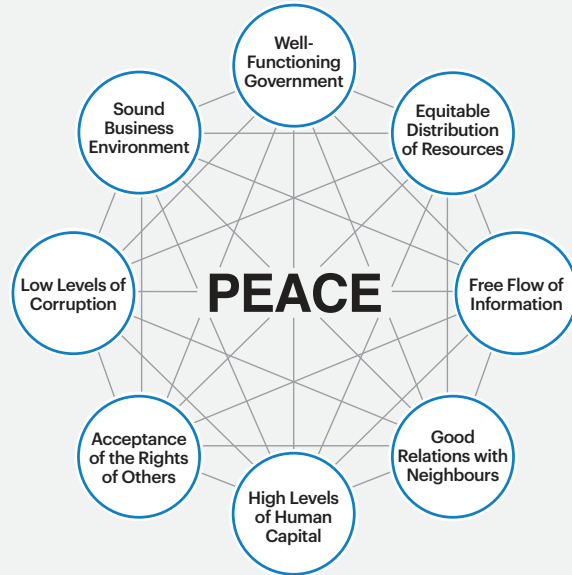 Well-
Functioning
Government
Sound
Business
Environment
Equitable
Distribution
of Resources
Low Levels of
Corruption
PEACE
Free Flow of
Information
Acceptance
of the Rights
of Others
Good
Relations with
Neighbours
High Levels
of Human
Capital